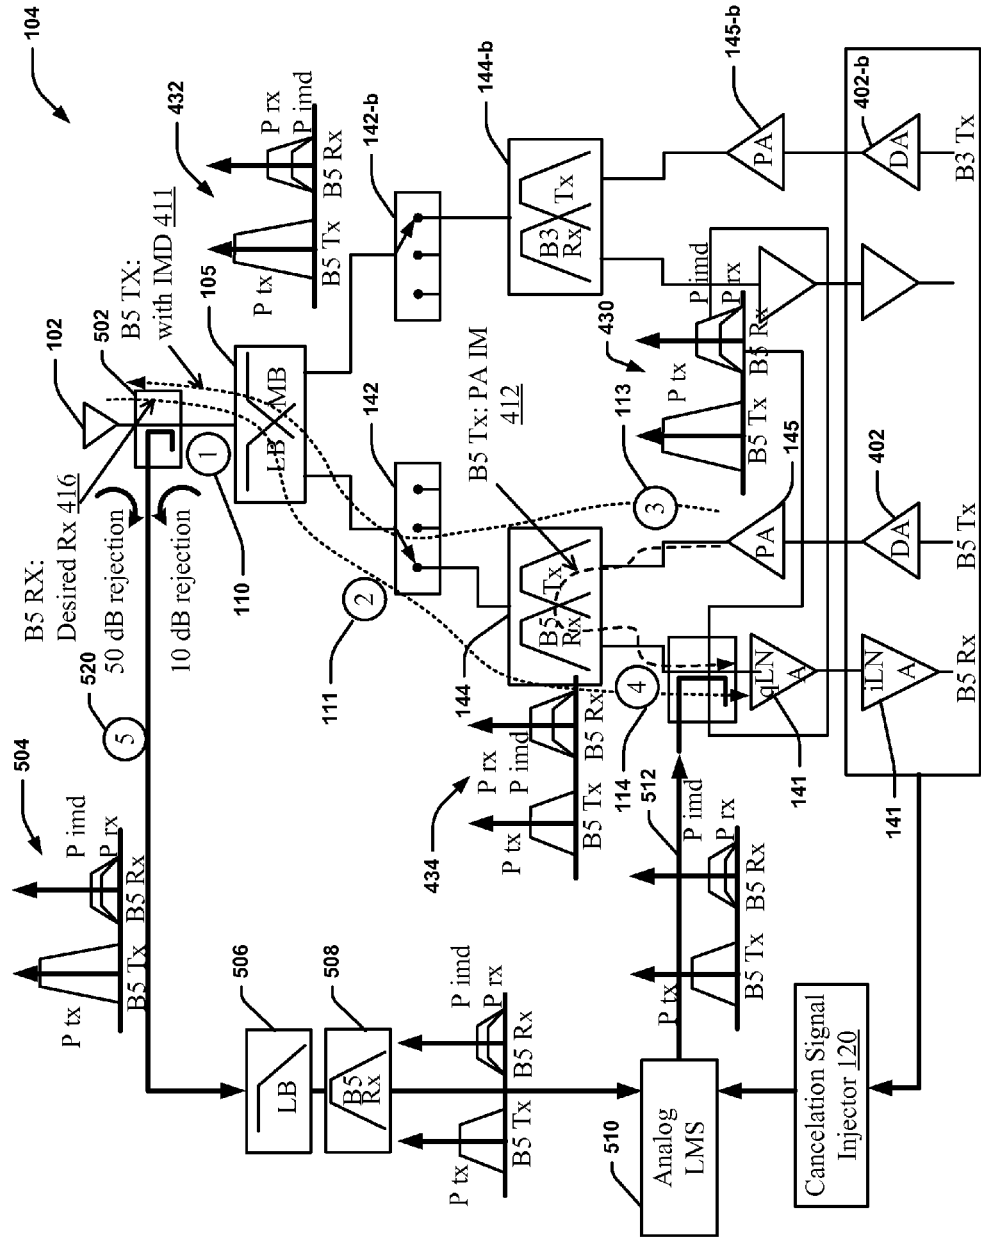 104
432
P rx
P imd
B5 Rx
P tx
B5 Tx
142-b
144-b
B3
Rx
Tx
145-b
PA
402-b
DA
B3 Tx
102
502
B5 TX:
with IMD 411
105
LB
MB
142
B5 Tx: PA IM
412
430
P tx
P imd
P rx
B5 Tx
B5 Rx
113
3
145
PA
402
DA
B5 Tx
B5 RX:
Desired Rx 416
50 dB rejection
10 dB rejection
1
110
2
111
144
B5
Rx
Tx
4
114
qLN
A
141
iLN
A
141
B5 Rx
520
5
504
P tx
P imd
P rx
B5 Tx
B5 Rx
434
P tx
P rx
P imd
B5 Tx
B5 Rx
512
P tx
P imd
P rx
B5 Tx
B5 Rx
506
LB
508
B5
Rx
P tx
P imd
P rx
B5 Tx
B5 Rx
510
Analog
LMS
Cancelation Signal
Injector 120